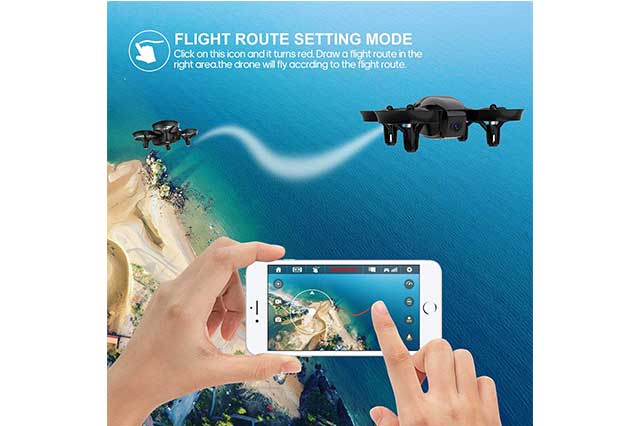 FLIGHT ROUTE SETTING MODE
Click on this icon and it turns red. Draw a flight route in the
right area.the drone will fly accrding to the flight route.